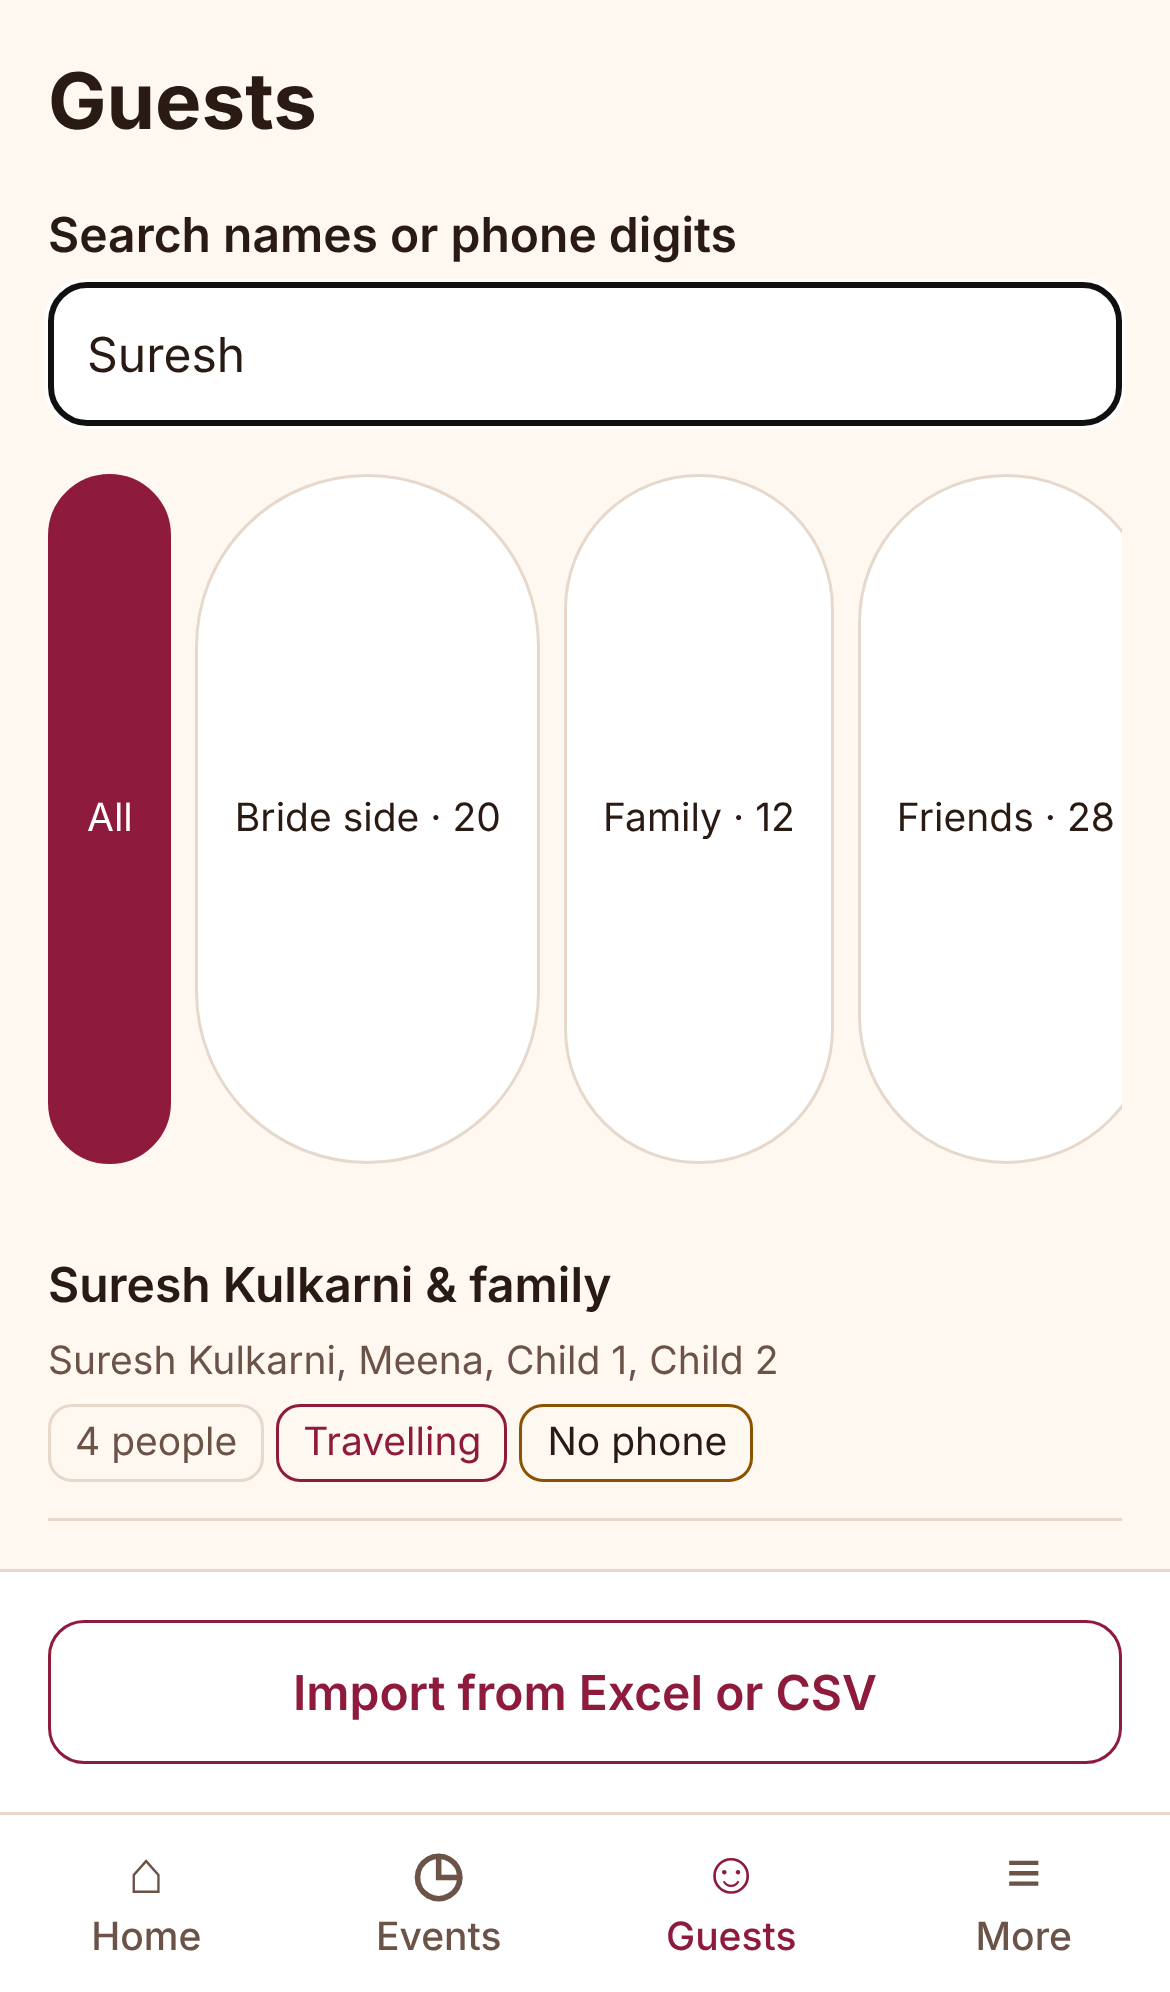 Guests
Search names or phone digits
Suresh
All
Bride side · 20
Family · 12
Friends · 28
Suresh Kulkarni & family
Suresh Kulkarni, Meena, Child 1, Child 2
4 people
Travelling
No phone
Import from Excel or CSV
Home
Events
Guests
More